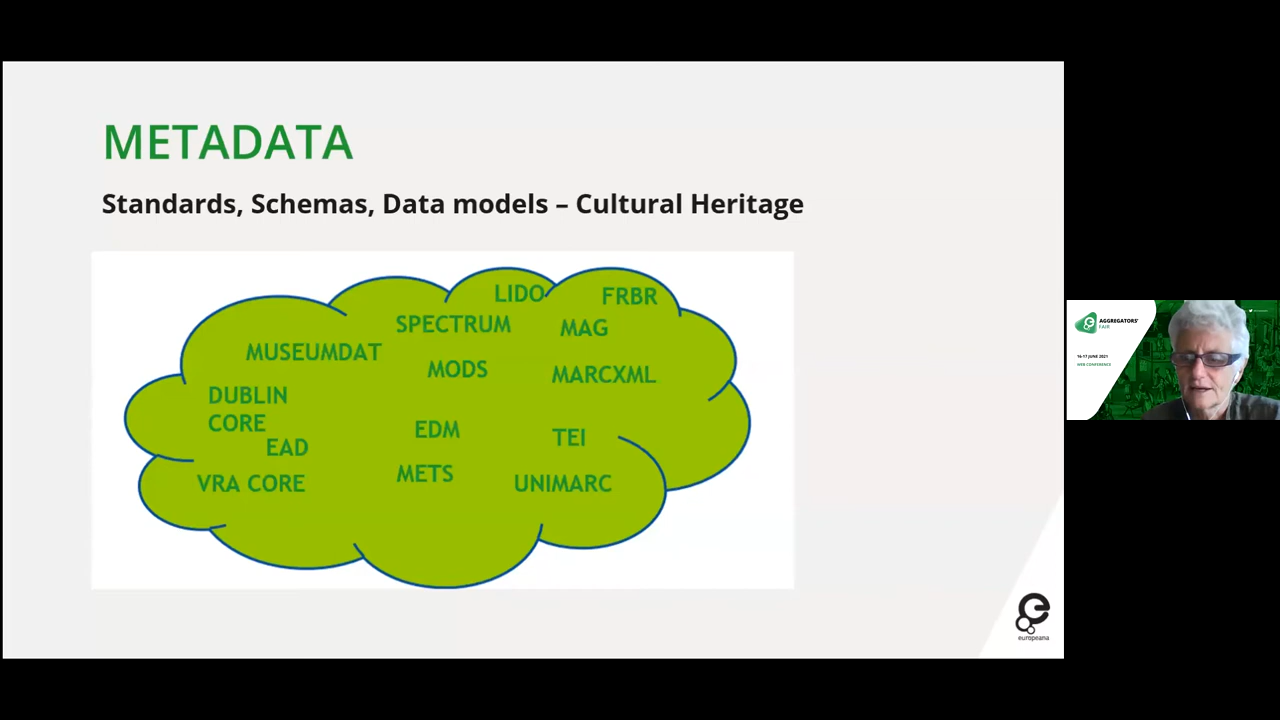 METADATA
Standards, Schemas, Data models – Cultural Heritage
LIDO
FRBR
SPECTRUM
MAG
MUSEUMDAT
MODS
MARCXML
DUBLIN
CORE
EDM
TEI
EAD
METS
VRA CORE
UNIMARC
europeana
AGGREGATORS'
FAIR
16-17 JUNE 2021
WEB CONFERENCE